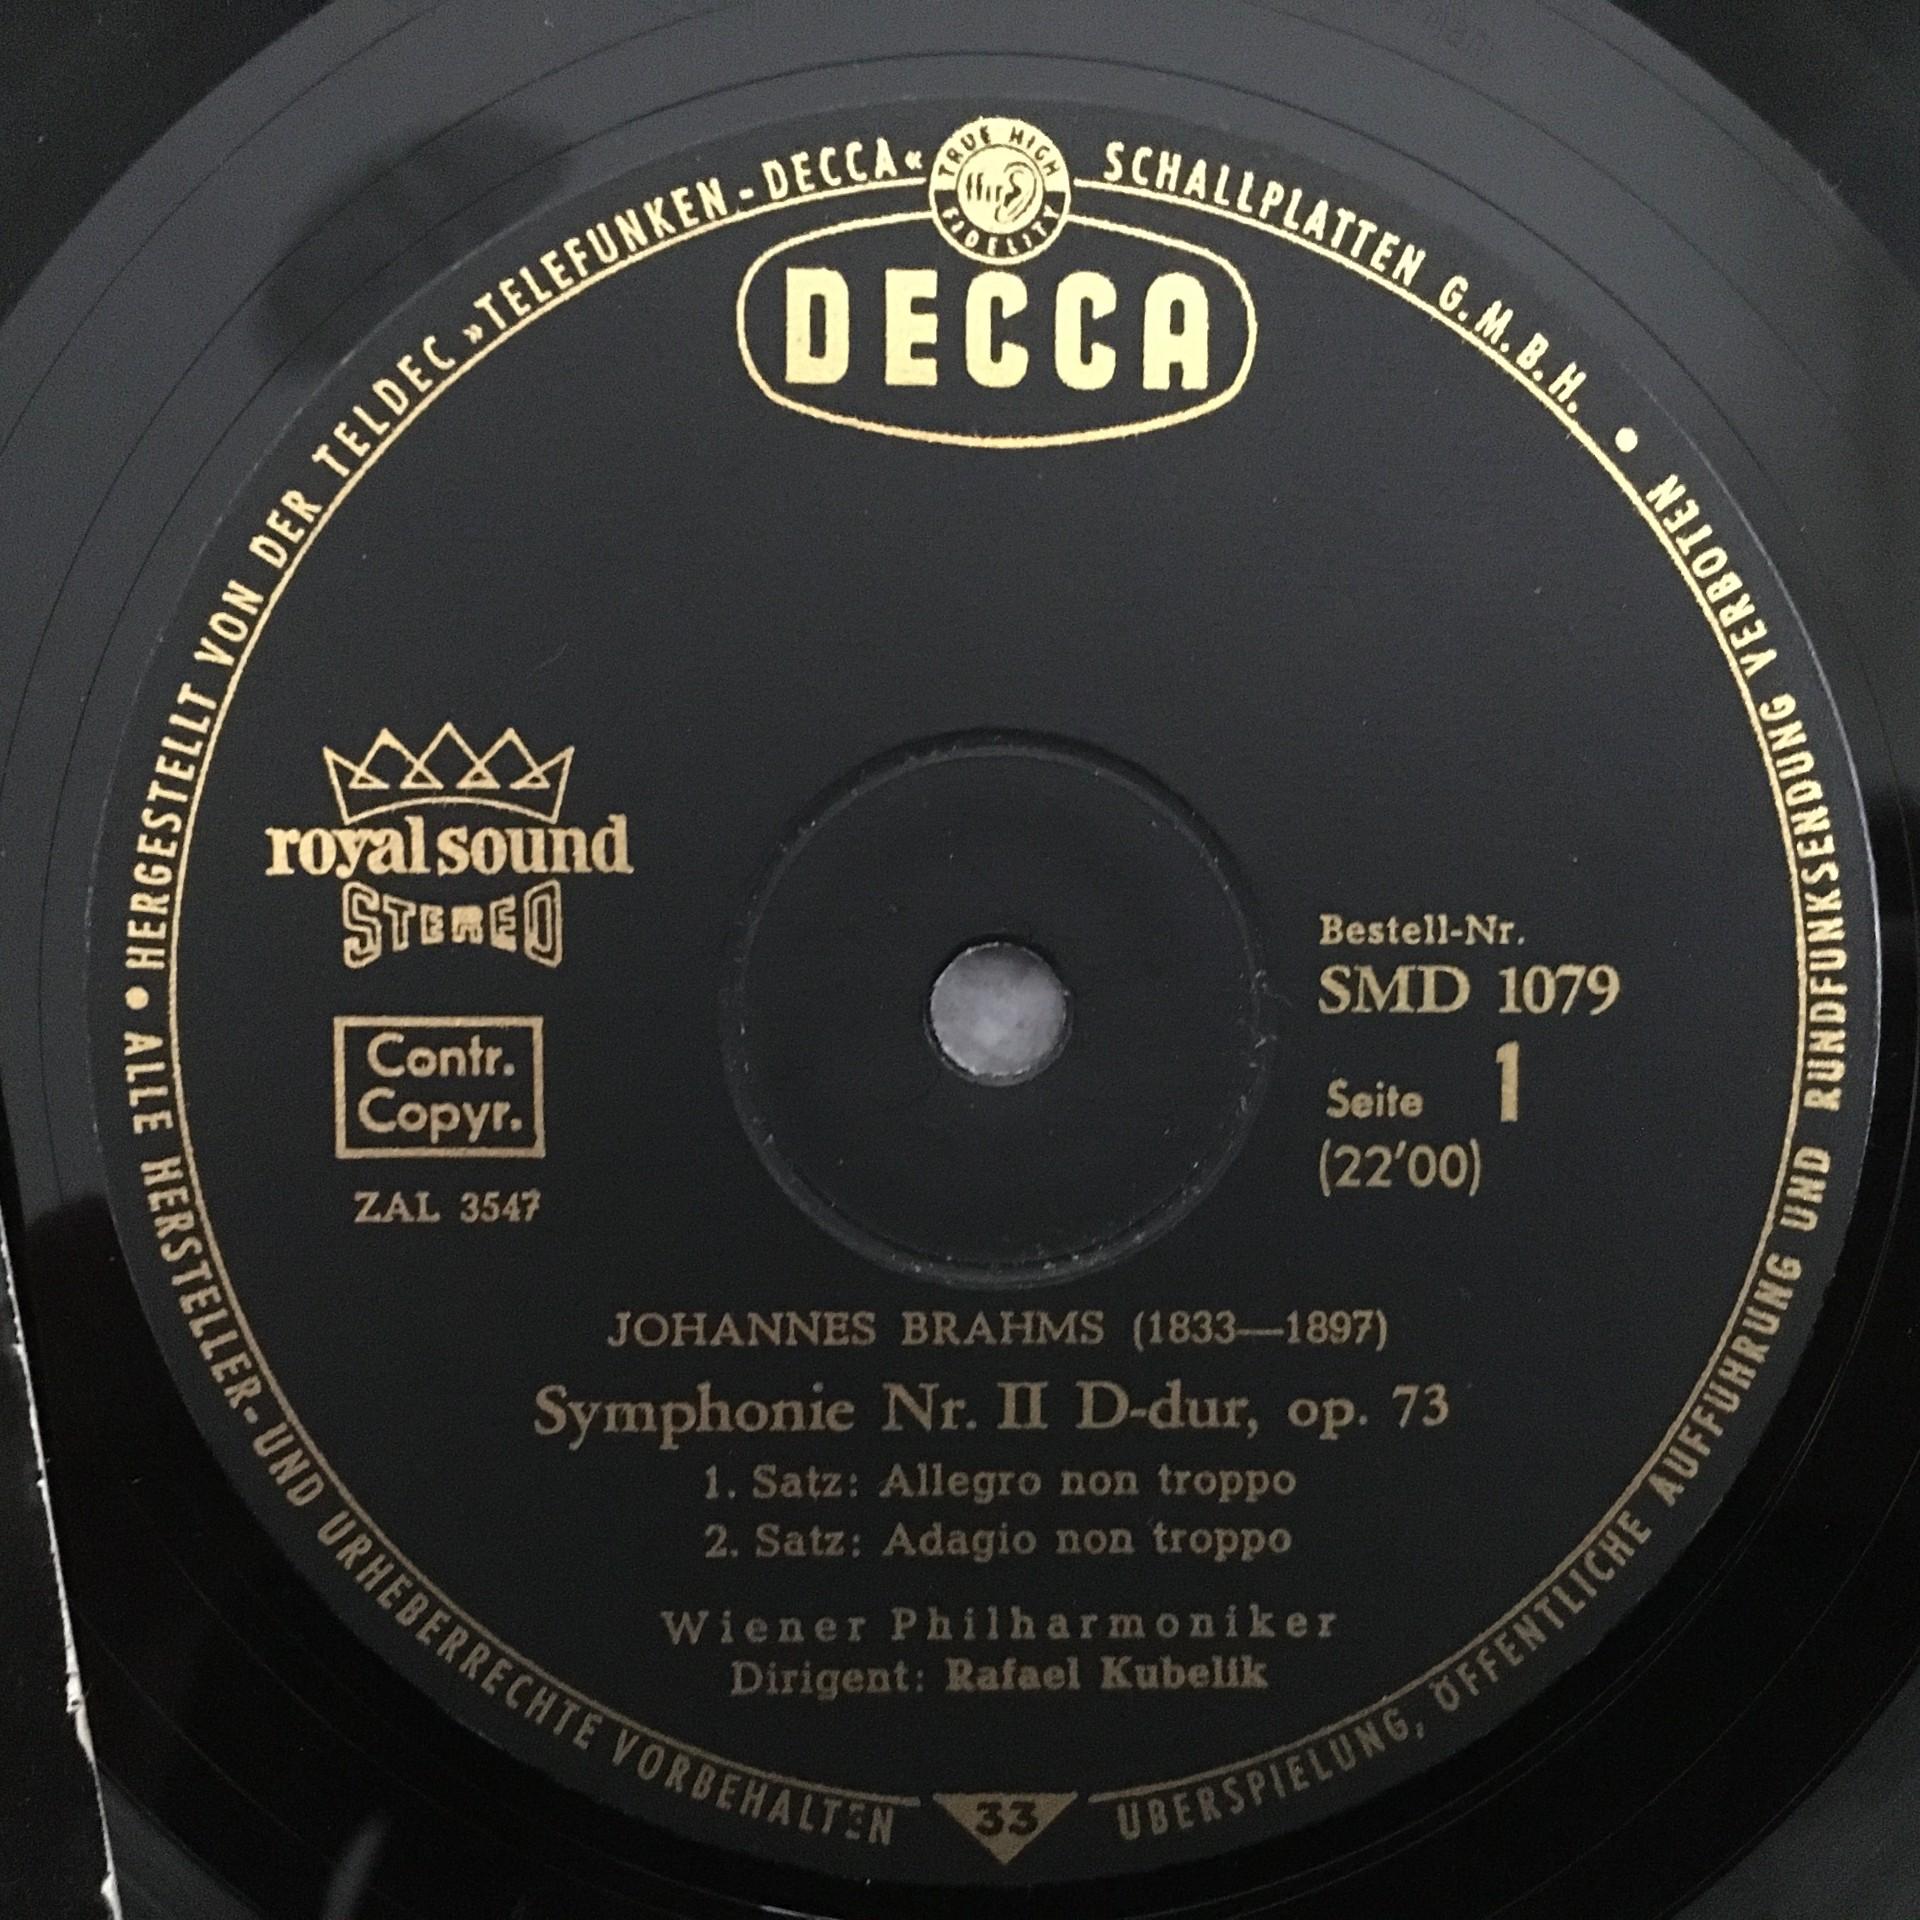 HERGESTELLT VON DER TELDEC »TELEFUNKEN-DECCA« SCHALLPLATTEN G.M.B.H. •
TRUE HIGH FIDELITY
DECCA
royal sound
STEREO
Contr.
Copyr.
ZAL 3547
Bestell-Nr.
SMD 1079
Seite 1
(22'00)
JOHANNES BRAHMS (1833—1897)
Symphonie Nr. II D-dur, op. 73
1. Satz: Allegro non troppo
2. Satz: Adagio non troppo
Wiener Philharmoniker
Dirigent: Rafael Kubelik
• ALLE HERSTELLER- UND URHEBERRECHTE VORBEHALTEN
33
ÜBERSPIELUNG, ÖFFENTLICHE AUFFÜHRUNG UND RUNDFUNKSENDUNG VERBOTEN